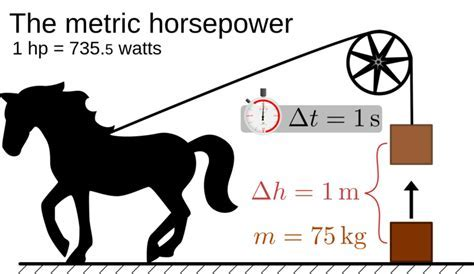 The metric horsepower
1 hp = 735.5 watts
Δt = 1 s
Δh = 1 m
m = 75 kg